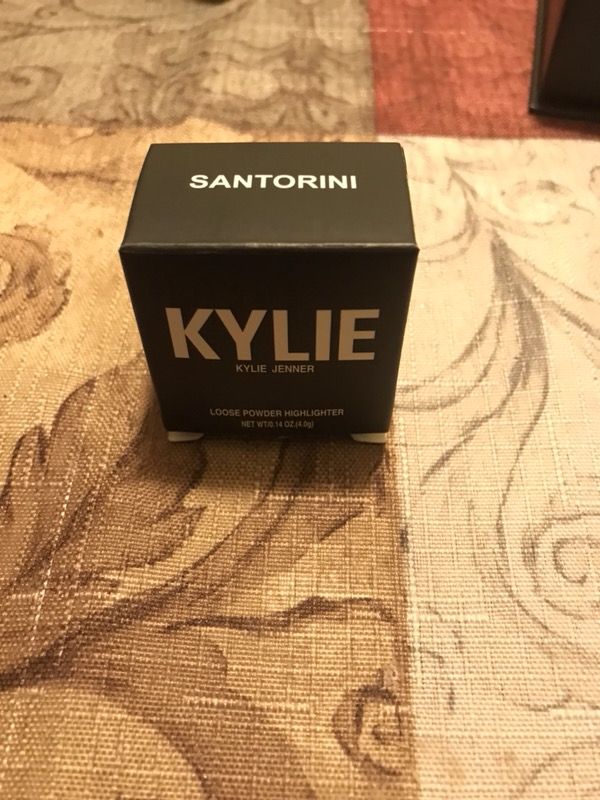 SANTORINI
KYLIE
KYLIE JENNER
LOOSE POWDER HIGHLIGHTER
NET WT/0.14 OZ.(4.0g)